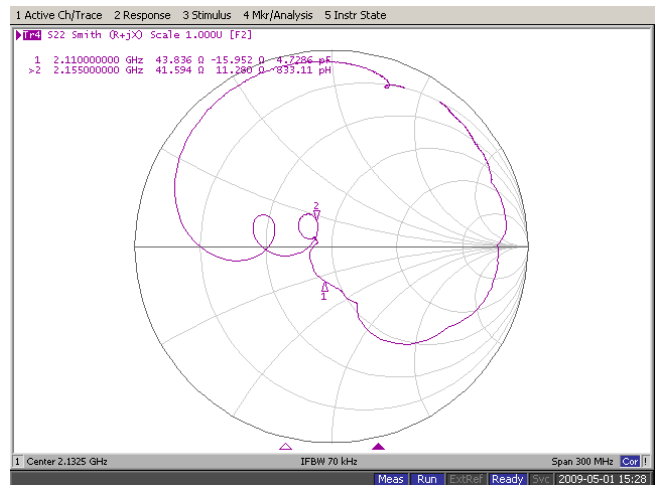 1 Active Ch/Trace 2 Response 3 Stimulus 4 Mkr/Analysis 5 Instr State
Tr4 S22 Smith (R+jX) Scale 1.000U [F2]
1 2.110000000 GHz 43.836 Ω -15.952 Ω 4.7286 pF
>2 2.155000000 GHz 41.594 Ω 11.280 Ω 833.11 pH
2
1
1 Center 2.1325 GHz IFBW 70 kHz Span 300 MHz Cor !
Meas Run ExtRef Ready Svc 2009-05-01 15:28